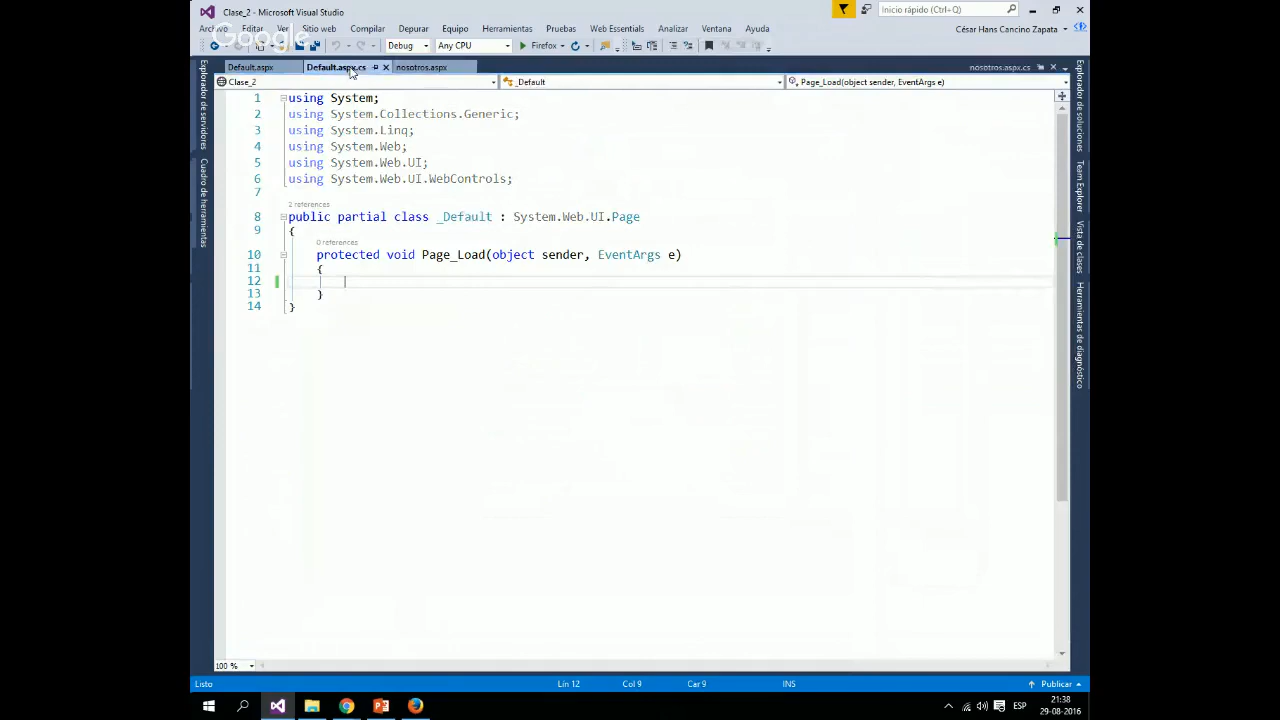 Clase_2 - Microsoft Visual Studio
Inicio rápido (Ctrl+Q)
Archivo Editar Ver Sitio web Compilar Depurar Equipo Herramientas Pruebas Web Essentials Analizar Ventana Ayuda
César Hans Cancino Zapata
Google
Debug Any CPU Firefox
Default.aspx Default.aspx.cs nosotros.aspx nosotros.aspx.cs
Clase_2 _Default Page_Load(object sender, EventArgs e)
Explorador de servidores
Cuadro de herramientas
1 using System;
2 using System.Collections.Generic;
3 using System.Linq;
4 using System.Web;
5 using System.Web.UI;
6 using System.Web.UI.WebControls;
7
2 references
8 public partial class _Default : System.Web.UI.Page
9 {
0 references
10 protected void Page_Load(object sender, EventArgs e)
11 {
12
13 }
14 }
Explorador de soluciones
Team Explorer
Vista de clases
Herramientas de diagnóstico
100 %
Listo Lín 12 Col 9 Car 9 INS Publicar
ESP
21:38
29-08-2016